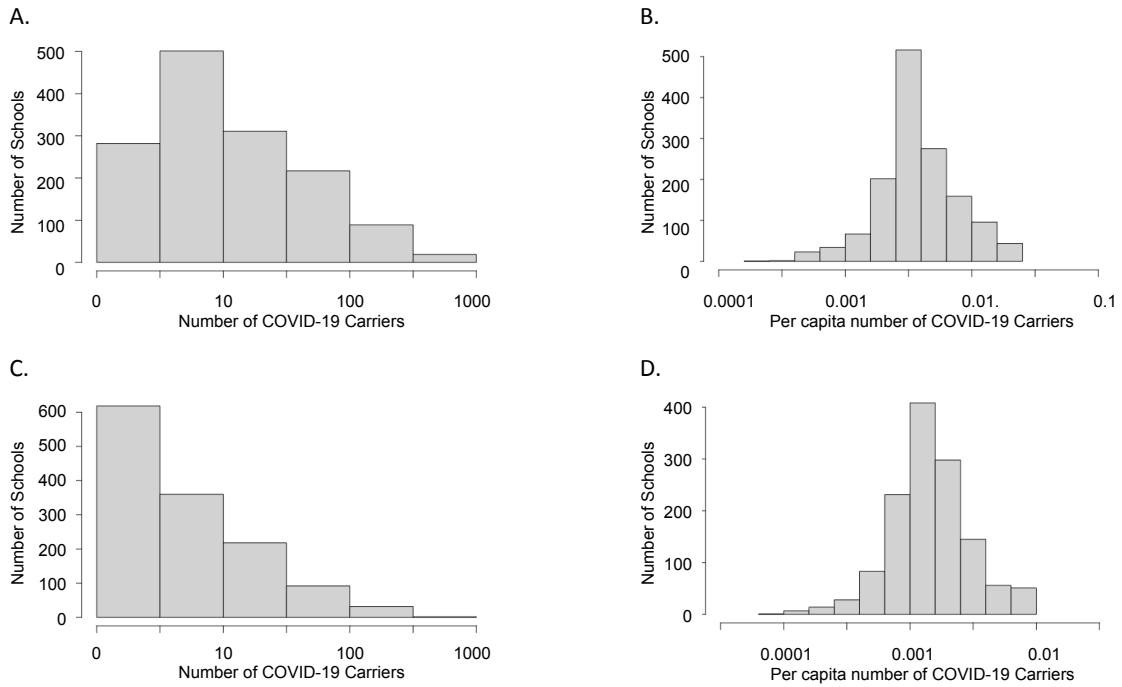 A.
500
400
300
200
100
0
Number of Schools
0 10 100 1000
Number of COVID-19 Carriers
B.
500
400
300
200
100
0
Number of Schools
0.0001 0.001 0.01. 0.1
Per capita number of COVID-19 Carriers
C.
600
500
400
300
200
100
0
Number of Schools
0 10 100 1000
Number of COVID-19 Carriers
D.
400
300
200
100
0
Number of Schools
0.0001 0.001 0.01
Per capita number of COVID-19 Carriers